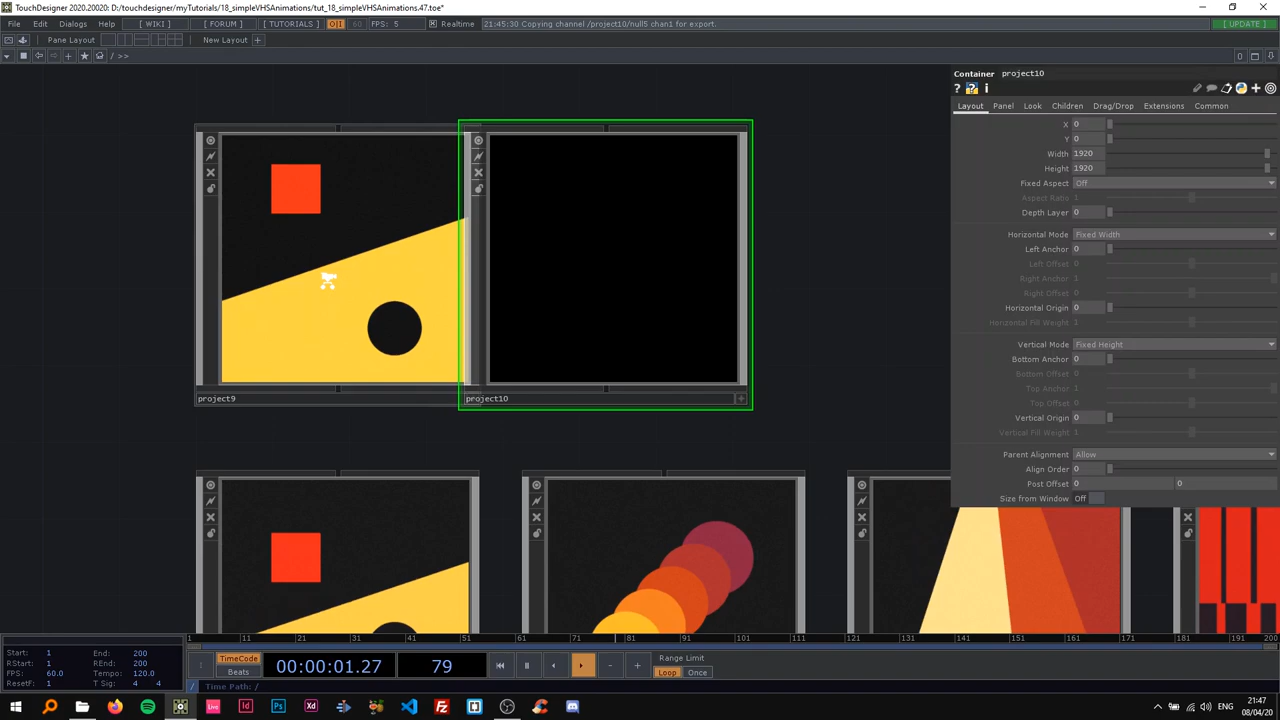 TouchDesigner 2020.20020: D:/touchdesigner/myTutorials/18_simpleVHSAnimations/tut_18_simpleVHSAnimations.47.toe*
File Edit Dialogs Help [ WIKI ] [ FORUM ] [ TUTORIALS ] O|I 60 FPS: 5 Realtime 21:45:30 Copying channel /project10/null5 chan1 for export. [ UPDATE ]
Pane Layout New Layout +
/ >> 0
Container project10
? ? i
Layout Panel Look Children Drag/Drop Extensions Common
X 0
Y 0
Width 1920
Height 1920
Fixed Aspect Off
Aspect Ratio 1
Depth Layer 0
Horizontal Mode Fixed Width
Left Anchor 0
Left Offset 0
Right Anchor 1
Right Offset 0
Horizontal Origin 0
Horizontal Fill Weight 1
Vertical Mode Fixed Height
Bottom Anchor 0
Bottom Offset 0
Top Anchor 1
Top Offset 0
Vertical Origin 0
Vertical Fill Weight 1
Parent Alignment Allow
Align Order 0
Post Offset 0 0
Size from Window Off
project9
project10
1 11 21 31 41 51 61 71 81 91 101 111 121 131 141 151 161 171 181 191 200
Start: 1 End: 200
RStart: 1 REnd: 200
FPS: 60.0 Tempo: 120.0
ResetF: 1 T Sig: 4 4
TimeCode
Beats
00:00:01.27 79
Range Limit
Loop Once
/ Time Path: /
Live Id Ps Xd
ENG
21:47
08/04/20